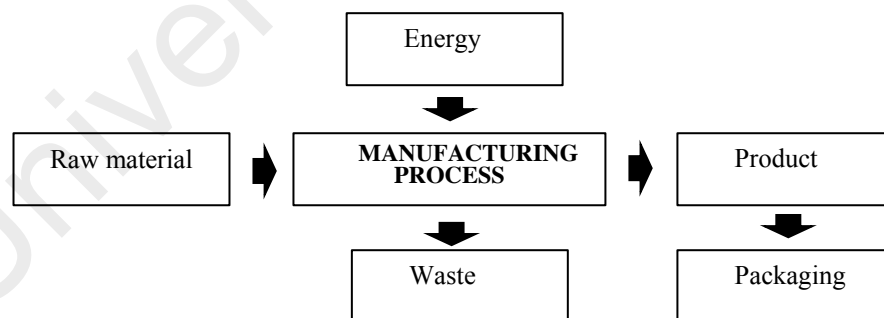 Energy
Raw material
MANUFACTURING
PROCESS
Product
Waste
Packaging